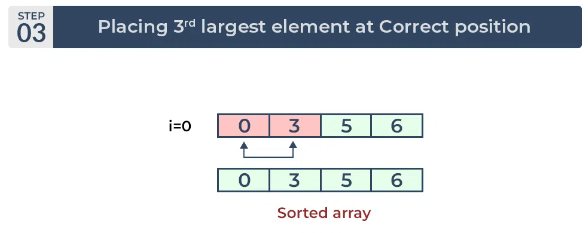 STEP
03
Placing 3rd largest element at Correct position
i=0
0 3 5 6
0 3 5 6
Sorted array